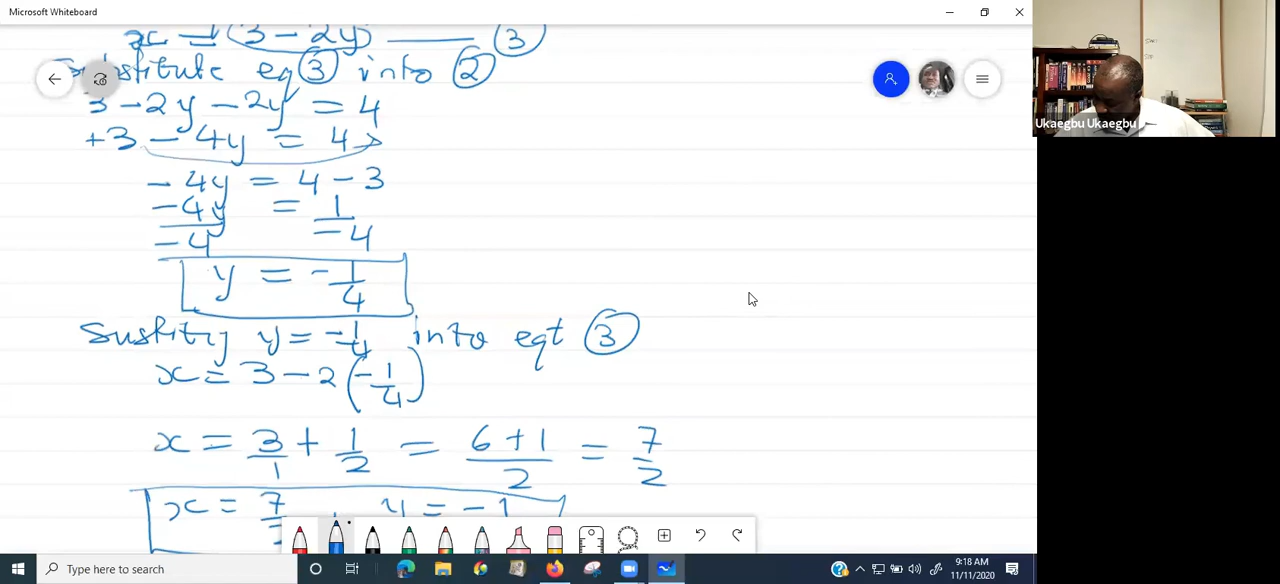 Microsoft Whiteboard
x = (3 - 2y) ——— ③
Substitute eq ③ into ②
3 - 2y - 2y = 4
+3 - 4y = 4
-4y = 4 - 3
-4y/-4 = 1/-4
y = -1/4
Sustity y = -1/4 into eqt ③
x = 3 - 2(-1/4)
x = 3/1 + 1/2 = 6+1/2 = 7/2
x = 7/ , y = -1
Ukaegbu Ukaegbu
Type here to search
9:18 AM
11/11/2020